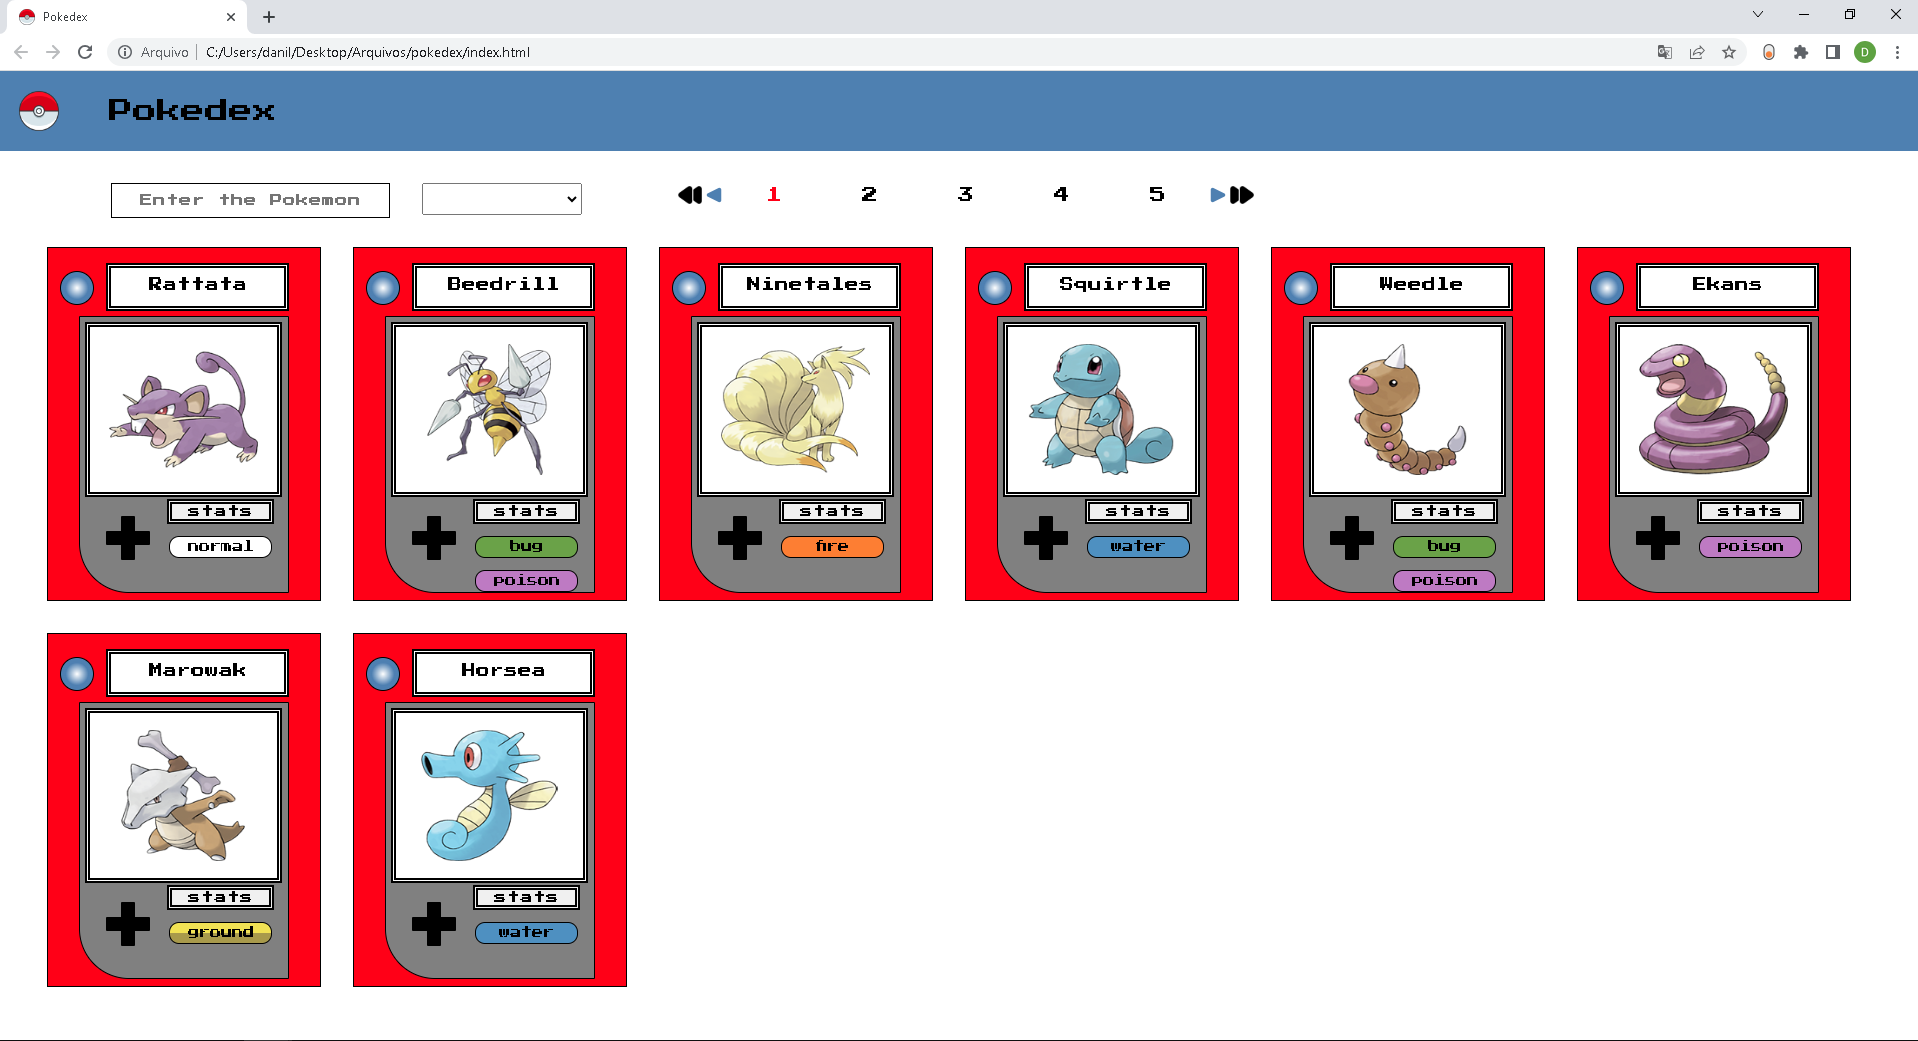 Pokedex
Arquivo C:/Users/danil/Desktop/Arquivos/pokedex/index.html
D
Pokedex
Enter the Pokemon
1 2 3 4 5
Rattata Beedrill Ninetales Squirtle Weedle Ekans
stats stats stats stats stats stats
normal bug fire water bug poison
poison poison
Marowak Horsea
stats stats
ground water